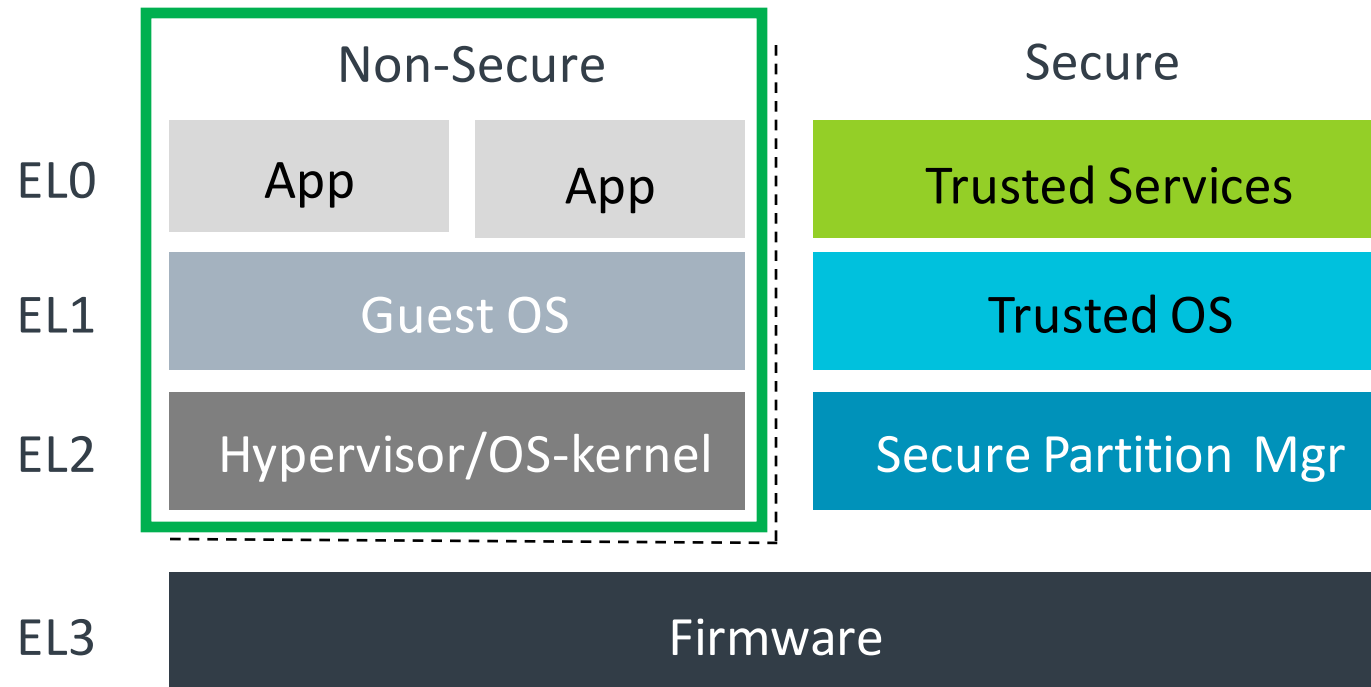 Non-Secure
Secure
EL0
App
App
Trusted Services
EL1
Guest OS
Trusted OS
EL2
Hypervisor/OS-kernel
Secure Partition Mgr
EL3
Firmware